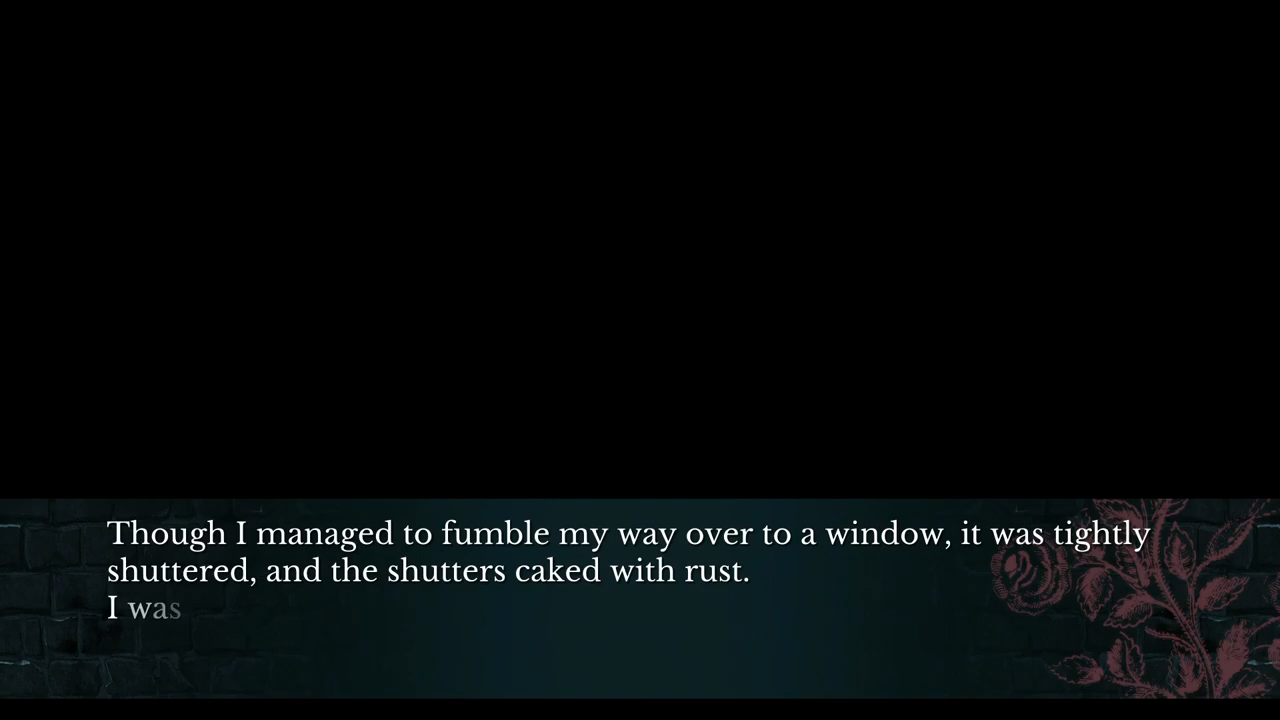 Though I managed to fumble my way over to a window, it was tightly
shuttered, and the shutters caked with rust.
I was